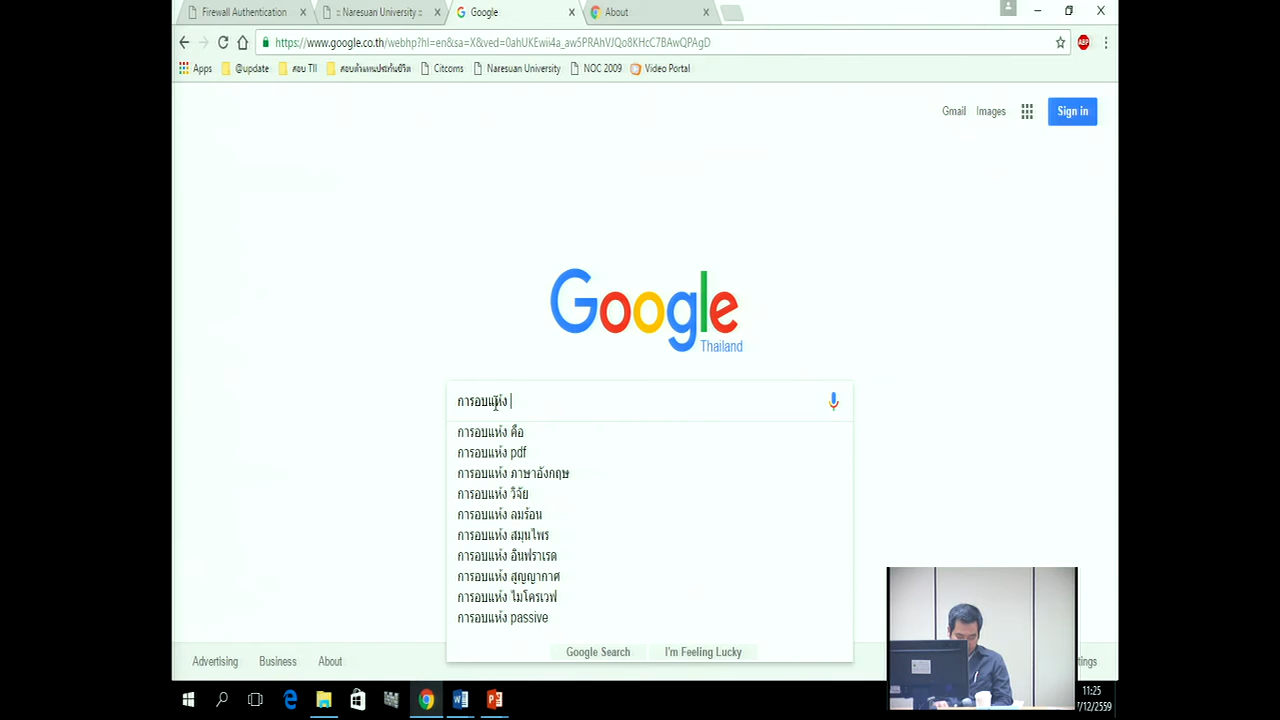 Firewall Authentication
:: Naresuan University ::
Google
About
https://www.google.co.th/webhp?hl=en&sa=X&ved=0ahUKEwii4a_aw5PRAhVJQo8KHcC7BAwQPAgD
ABP
Apps
@update
สอบ TII
สอบตัวแทนประกันชีวิต
Citcoms
Naresuan University
NOC 2009
Video Portal
Gmail
Images
Sign in
Google
Thailand
การอบแห้ง
การอบแห้ง คือ
การอบแห้ง pdf
การอบแห้ง ภาษาอังกฤษ
การอบแห้ง วิจัย
การอบแห้ง ลมร้อน
การอบแห้ง สมุนไพร
การอบแห้ง อินฟราเรด
การอบแห้ง สูญญากาศ
การอบแห้ง ไมโครเวฟ
การอบแห้ง passive
Google Search
I'm Feeling Lucky
Advertising
Business
About
11:25
7/12/2559